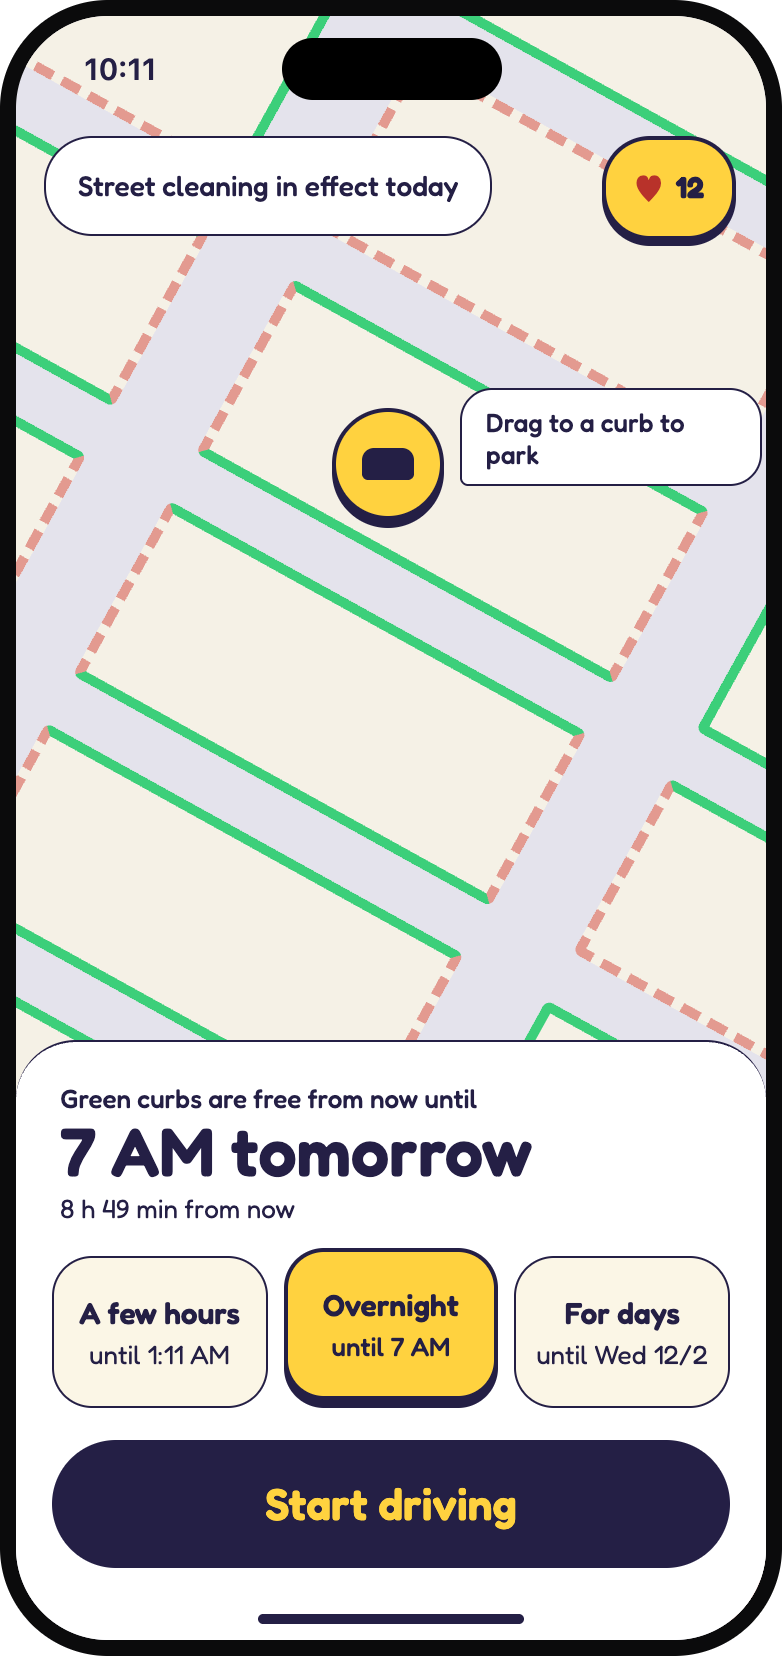 10:11
Street cleaning in effect today
12
Drag to a curb to
park
Green curbs are free from now until
7 AM tomorrow
8 h 49 min from now
A few hours
until 1:11 AM
Overnight
until 7 AM
For days
until Wed 12/2
Start driving